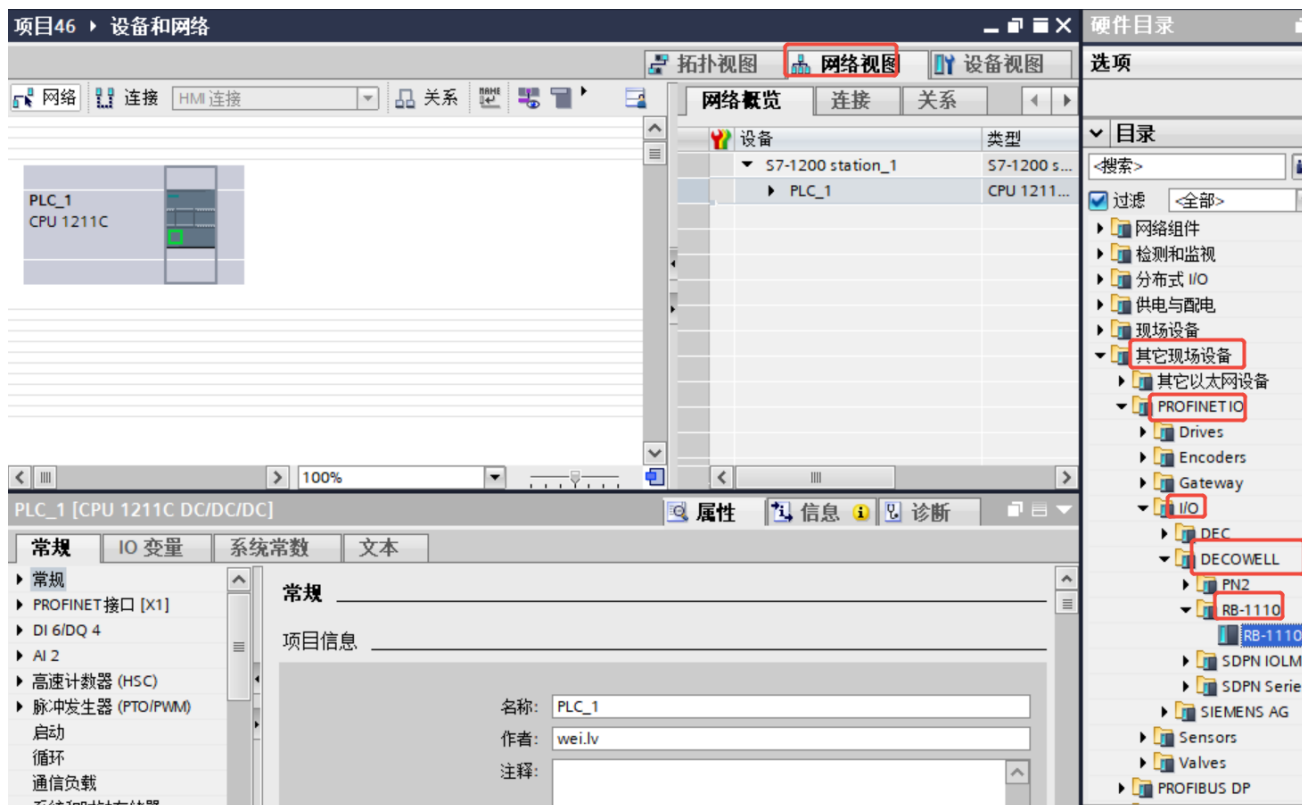 项目46 ▸ 设备和网络
硬件目录
拓扑视图 网络视图 设备视图
选项
网络 连接 HMI 连接 关系
网络概览 连接 关系
目录
设备 类型
<搜索>
S7-1200 station_1 S7-1200 s...
PLC_1 CPU 1211...
过滤 <全部>
PLC_1
CPU 1211C
网络组件
检测和监视
分布式 I/O
供电与配电
现场设备
其它现场设备
其它以太网设备
PROFINET IO
Drives
Encoders
Gateway
I/O
DEC
DECOWELL
PN2
RB-1110
RB-1110
SDPN IOLM
SDPN Serie
SIEMENS AG
Sensors
Valves
PROFIBUS DP
100%
PLC_1 [CPU 1211C DC/DC/DC]
属性 信息 诊断
常规 IO 变量 系统常数 文本
常规
PROFINET接口 [X1]
DI 6/DQ 4
AI 2
高速计数器 (HSC)
脉冲发生器 (PTO/PWM)
启动
循环
通信负载
常规
项目信息
名称: PLC_1
作者: wei.lv
注释: